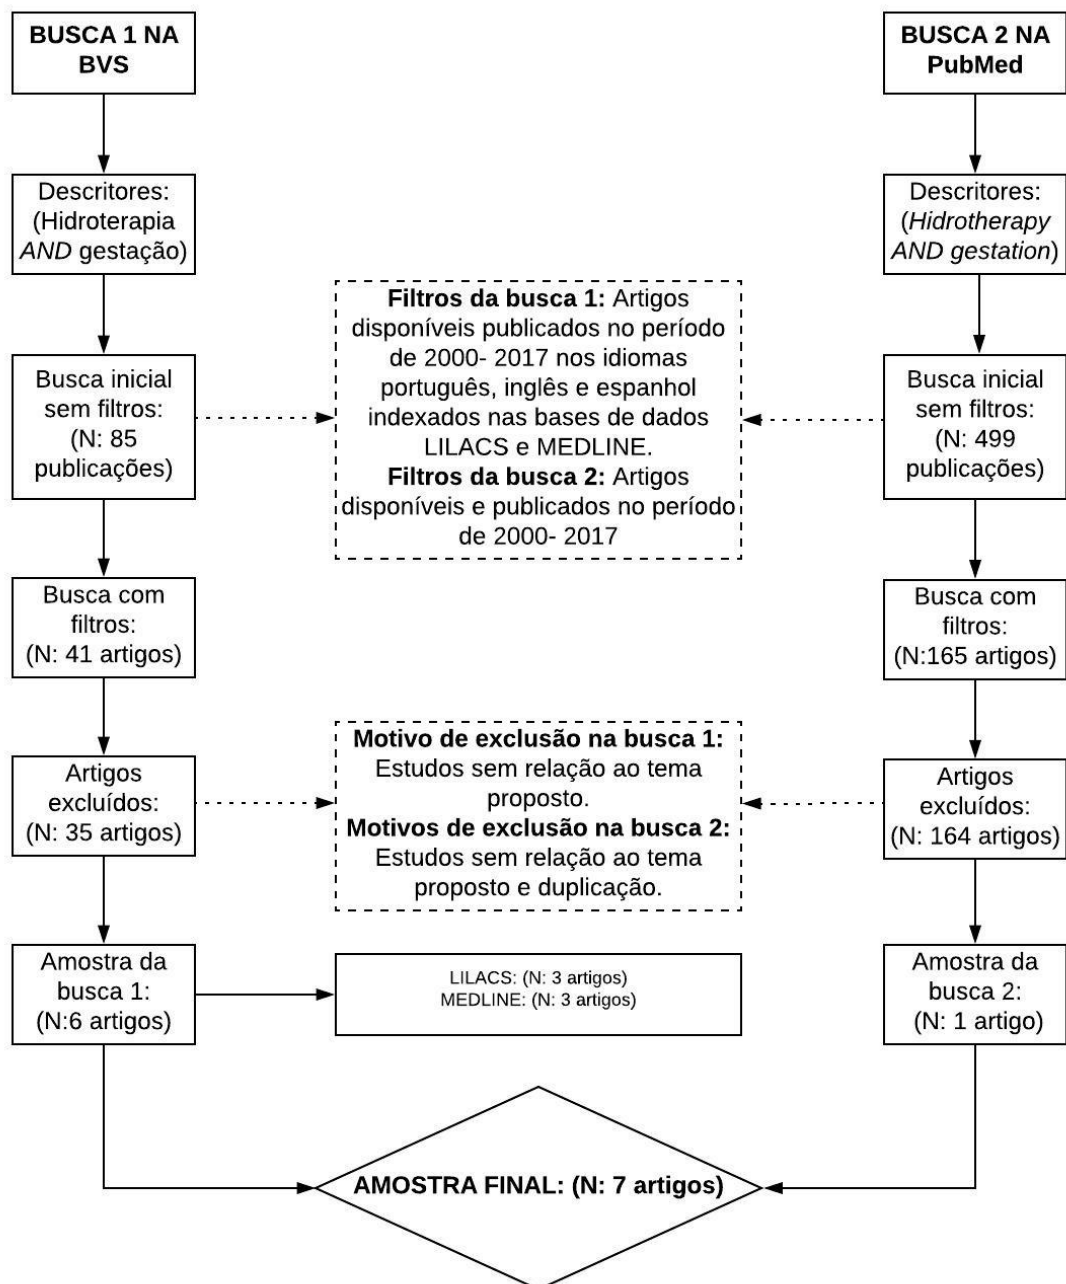 BUSCA 1 NA
BVS
BUSCA 2 NA
PubMed
Descritores:
(Hidroterapia
AND gestação)
Descritores:
(Hidrotherapy
AND gestation)
Filtros da busca 1: Artigos
disponíveis publicados no período
de 2000- 2017 nos idiomas
português, inglês e espanhol
indexados nas bases de dados
LILACS e MEDLINE.
Filtros da busca 2: Artigos
disponíveis e publicados no período
de 2000- 2017
Busca inicial
sem filtros:
(N: 85
publicações)
Busca inicial
sem filtros:
(N: 499
publicações)
Busca com
filtros:
(N: 41 artigos)
Busca com
filtros:
(N:165 artigos)
Motivo de exclusão na busca 1:
Estudos sem relação ao tema
proposto.
Motivos de exclusão na busca 2:
Estudos sem relação ao tema
proposto e duplicação.
Artigos
excluídos:
(N: 35 artigos)
Artigos
excluídos:
(N: 164 artigos)
Amostra da
busca 1:
(N:6 artigos)
LILACS: (N: 3 artigos)
MEDLINE: (N: 3 artigos)
Amostra da
busca 2:
(N: 1 artigo)
AMOSTRA FINAL: (N: 7 artigos)